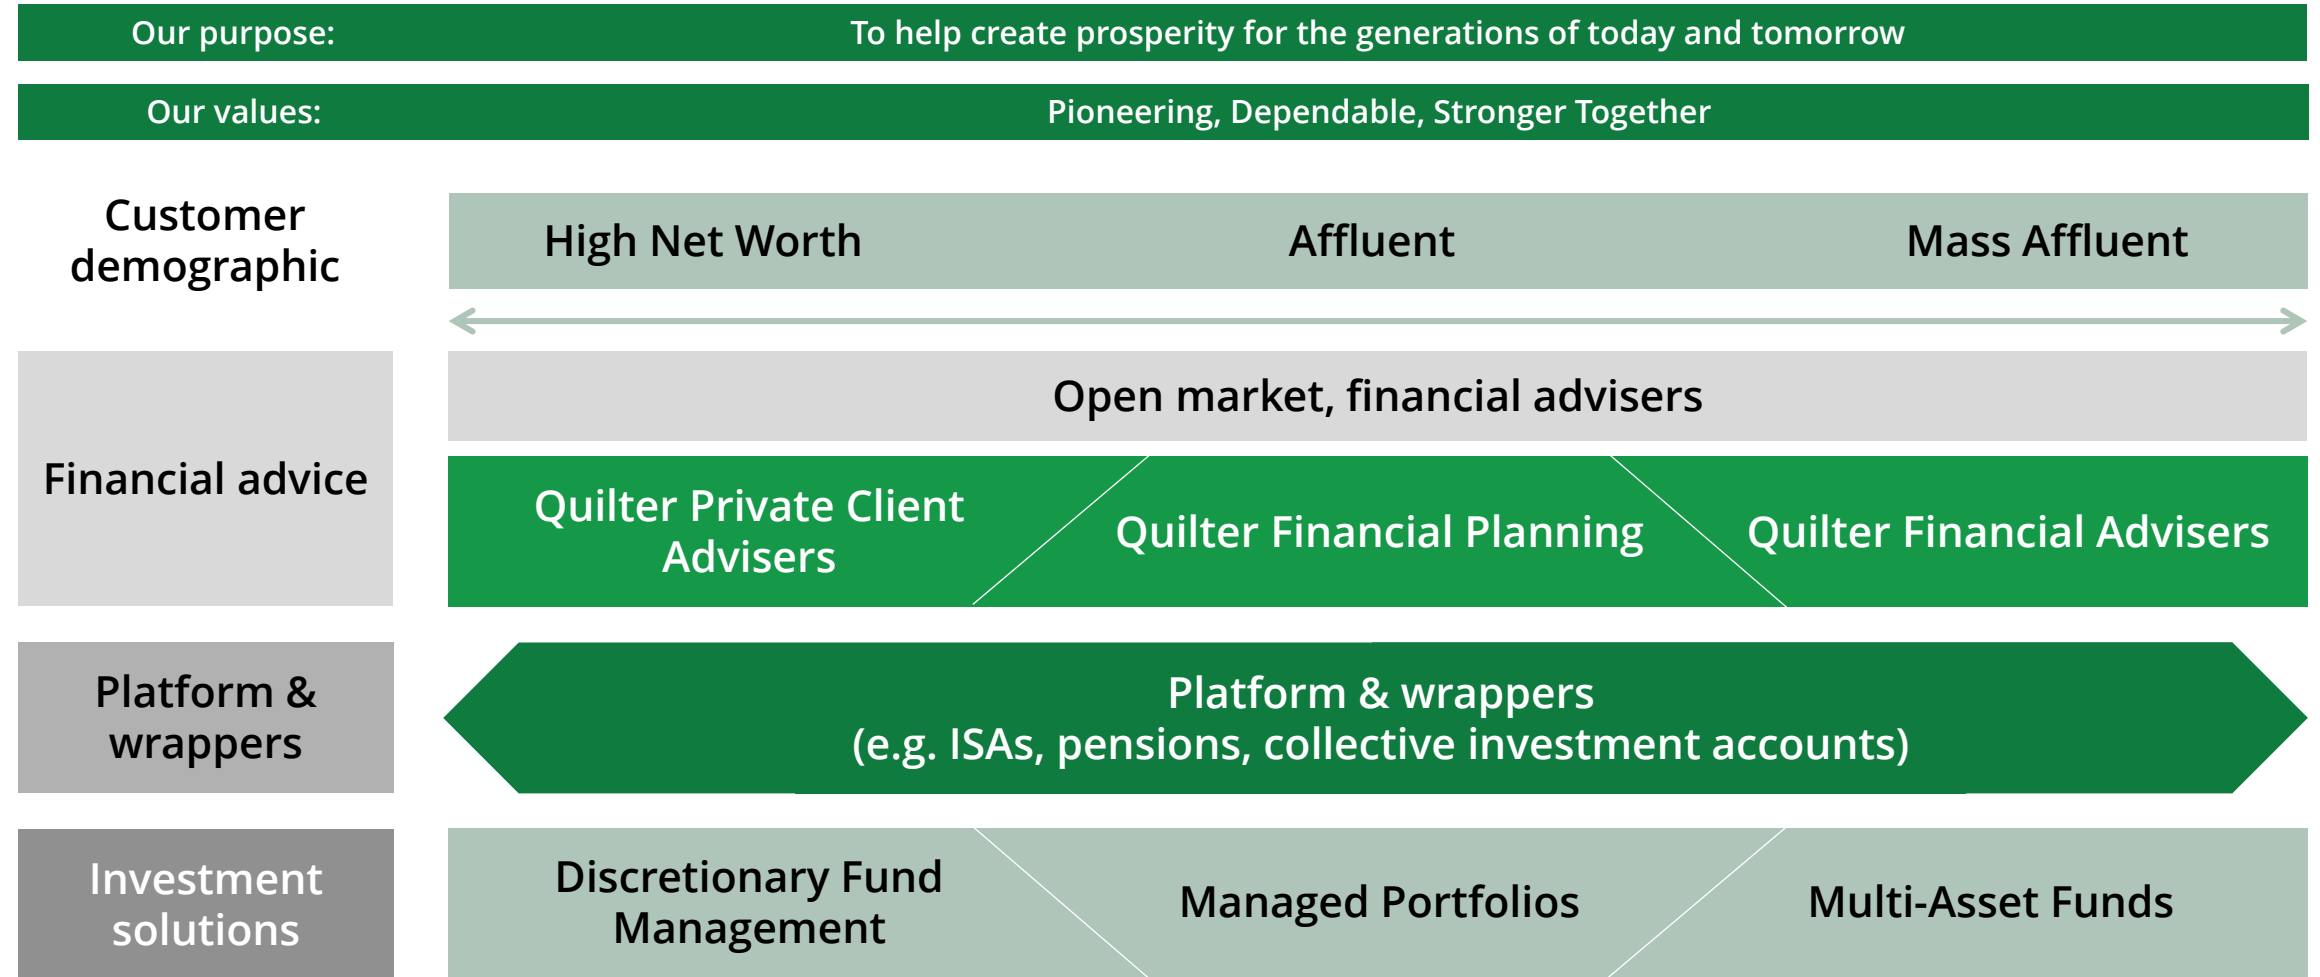 Our purpose:
To help create prosperity for the generations of today and tomorrow
Our values:
Pioneering, Dependable, Stronger Together
Customer
demographic
High Net Worth
Affluent
Mass Affluent
Financial advice
Open market, financial advisers
Quilter Private Client
Advisers
Quilter Financial Planning
Quilter Financial Advisers
Platform &
wrappers
Platform & wrappers
(e.g. ISAs, pensions, collective investment accounts)
Investment
solutions
Discretionary Fund
Management
Managed Portfolios
Multi-Asset Funds